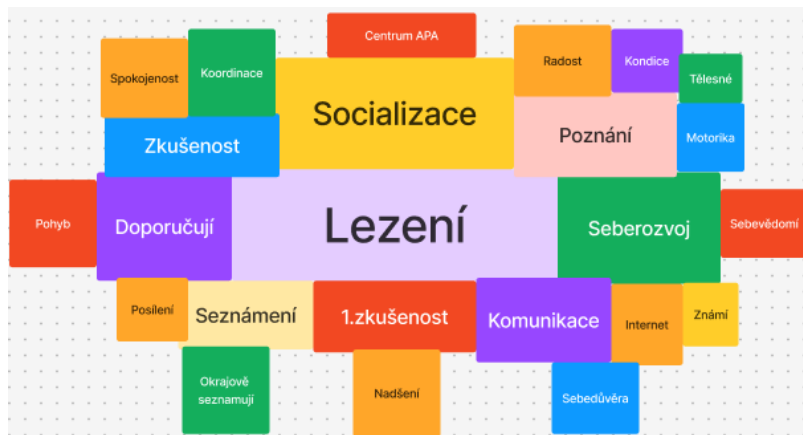 Centrum APA
Spokojenost
Koordinace
Radost
Kondice
Tělesné
Socializace
Zkušenost
Poznání
Motorika
Pohyb
Doporučují
Lezení
Seberozvoj
Sebevědomí
Posílení
Seznámení
1.zkušenost
Komunikace
Internet
Známí
Okrajově
seznamují
Nadšení
Sebedůvěra